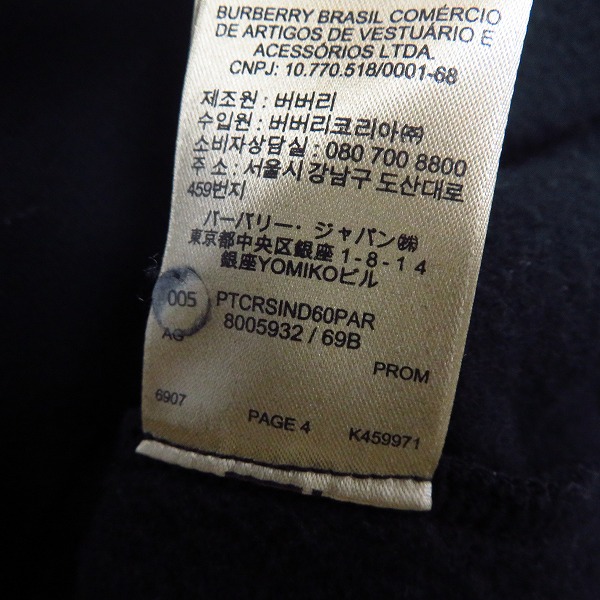 BURBERRY BRASIL COMÉRCIO
DE ARTIGOS DE VESTUÁRIO E
ACESSÓRIOS LTDA.
CNPJ: 10.770.518/0001-68
제조원 : 버버리
수입원 : 버버리코리아㈜
소비자상담실 : 080 700 8800
주 소 : 서울시 강남구 도산대로
459번지
バーバリー・ジャパン㈱
東京都中央区銀座 1 - 8 - 1 4
銀座YOMIKOビル
005 PTCRSIND60PAR
8005932 / 69B
AG
PROM
6907 PAGE 4 K459971